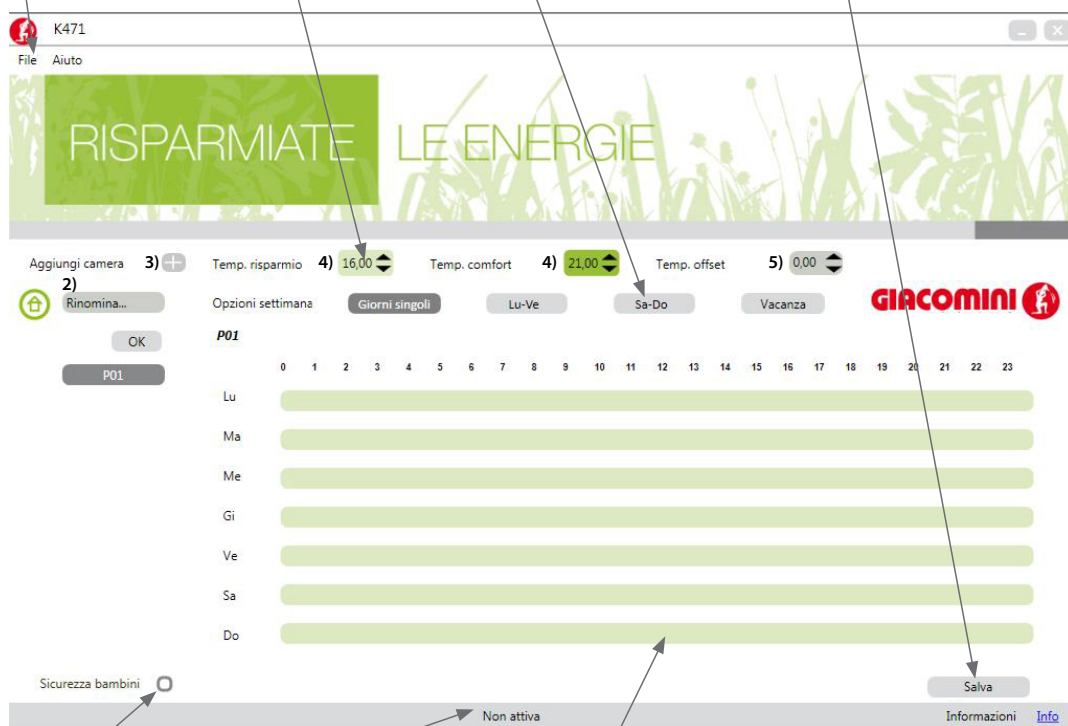 K471
File Aiuto
RISPARMIATE LE ENERGIE
Aggiungi camera 3) Temp. risparmio 4) 16,00 Temp. comfort 4) 21,00 Temp. offset 5) 0,00
2)
Rinomina... Opzioni settimana Giorni singoli Lu-Ve Sa-Do Vacanza GIACOMINI
OK P01
P01
0 1 2 3 4 5 6 7 8 9 10 11 12 13 14 15 16 17 18 19 20 21 22 23
Lu
Ma
Me
Gi
Ve
Sa
Do
Sicurezza bambini Salva
Non attiva Informazioni Info